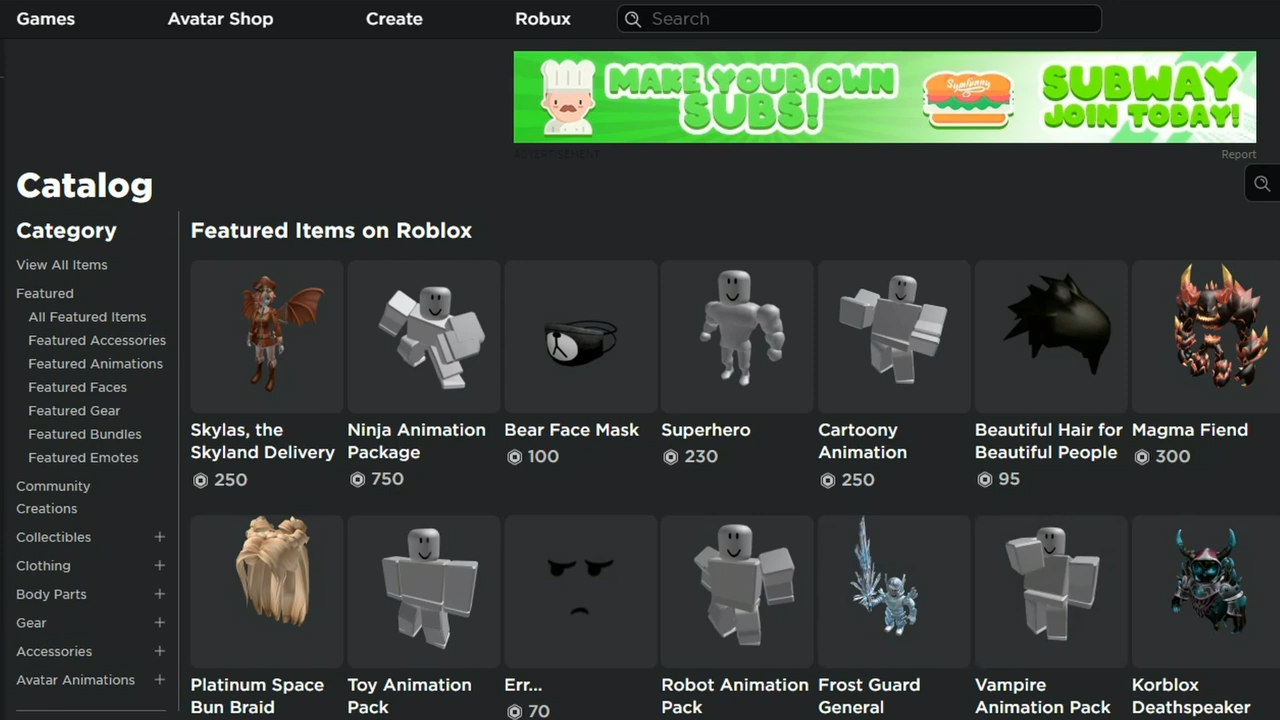 Games Avatar Shop Create Robux Search
MAKE YOUR OWN
SUBS!
Symfunny
SUBWAY
JOIN TODAY!
ADVERTISEMENT
Report
Catalog
Category
View All Items
Featured
All Featured Items
Featured Accessories
Featured Animations
Featured Faces
Featured Gear
Featured Bundles
Featured Emotes
Community
Creations
Collectibles +
Clothing +
Body Parts +
Gear +
Accessories +
Avatar Animations +
Featured Items on Roblox
Skylas, the
Skyland Delivery
250
Ninja Animation
Package
750
Bear Face Mask
100
Superhero
230
Cartoony
Animation
250
Beautiful Hair for
Beautiful People
95
Magma Fiend
300
Platinum Space
Bun Braid
Toy Animation
Pack
Err...
70
Robot Animation
Pack
Frost Guard
General
Vampire
Animation Pack
Korblox
Deathspeaker